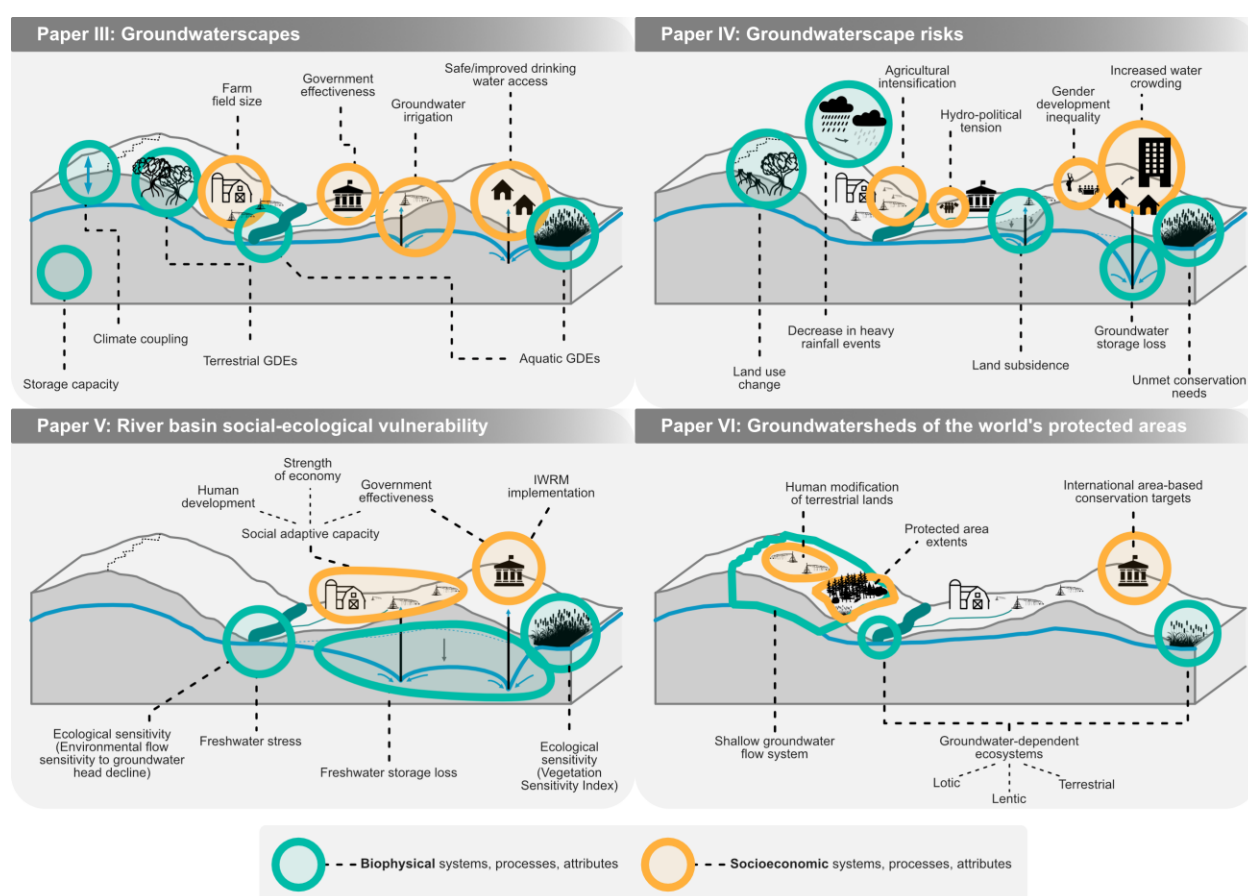 Paper III: Groundwaterscapes
Farm
field size
Government
effectiveness
Safe/improved drinking
water access
Groundwater
irrigation
Climate coupling
Terrestrial GDEs
Aquatic GDEs
Storage capacity
Paper IV: Groundwaterscape risks
Agricultural
intensification
Hydro-political
tension
Gender
development
inequality
Increased water
crowding
Decrease in heavy
rainfall events
Land use
change
Land subsidence
Groundwater
storage loss
Unmet conservation
needs
Paper V: River basin social-ecological vulnerability
Strength
of economy
Human
development
Government
effectiveness
IWRM
implementation
Social adaptive capacity
Ecological sensitivity
(Environmental flow
sensitivity to groundwater
head decline)
Freshwater stress
Freshwater storage loss
Ecological
sensitivity
(Vegetation
Sensitivity Index)
Paper VI: Groundwatersheds of the world's protected areas
Human modification
of terrestrial lands
Protected area
extents
International area-based
conservation targets
Shallow groundwater
flow system
Groundwater-dependent
ecosystems
Lotic
Lentic
Terrestrial
Biophysical systems, processes, attributes
Socioeconomic systems, processes, attributes